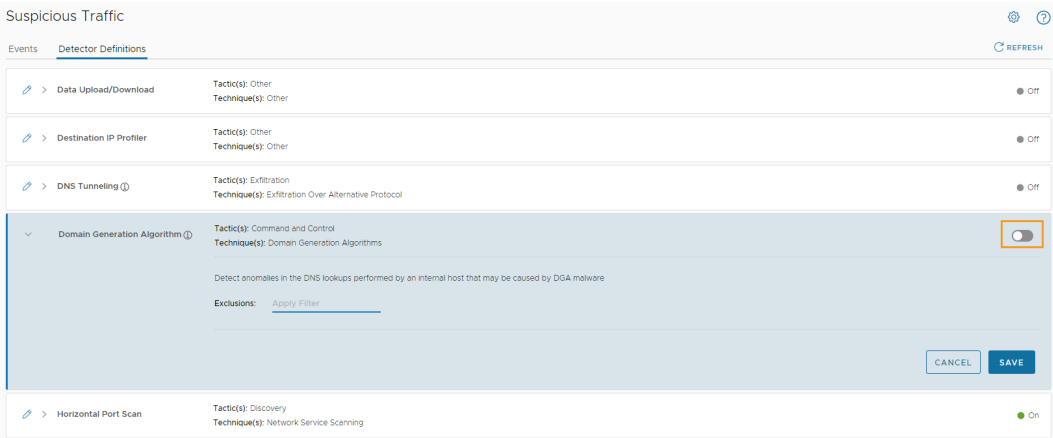 Suspicious Traffic
Events Detector Definitions REFRESH
Data Upload/Download
Tactic(s): Other
Technique(s): Other
Off
Destination IP Profiler
Tactic(s): Other
Technique(s): Other
Off
DNS Tunneling
Tactic(s): Exfiltration
Technique(s): Exfiltration Over Alternative Protocol
Off
Domain Generation Algorithm
Tactic(s): Command and Control
Technique(s): Domain Generation Algorithms
Detect anomalies in the DNS lookups performed by an internal host that may be caused by DGA malware
Exclusions: Apply Filter
CANCEL SAVE
Horizontal Port Scan
Tactic(s): Discovery
Technique(s): Network Service Scanning
On